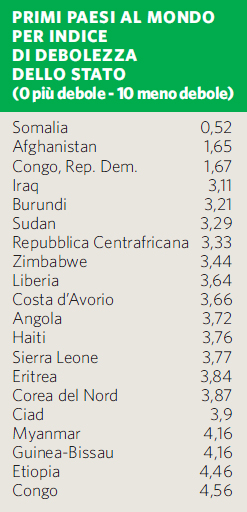 PRIMI PAESI AL MONDO
PER INDICE
DI DEBOLEZZA
DELLO STATO
(0 più debole - 10 meno debole)
Somalia 0,52
Afghanistan 1,65
Congo, Rep. Dem. 1,67
Iraq 3,11
Burundi 3,21
Sudan 3,29
Repubblica Centrafricana 3,33
Zimbabwe 3,44
Liberia 3,64
Costa d'Avorio 3,66
Angola 3,72
Haiti 3,76
Sierra Leone 3,77
Eritrea 3,84
Corea del Nord 3,87
Ciad 3,9
Myanmar 4,16
Guinea-Bissau 4,16
Etiopia 4,46
Congo 4,56